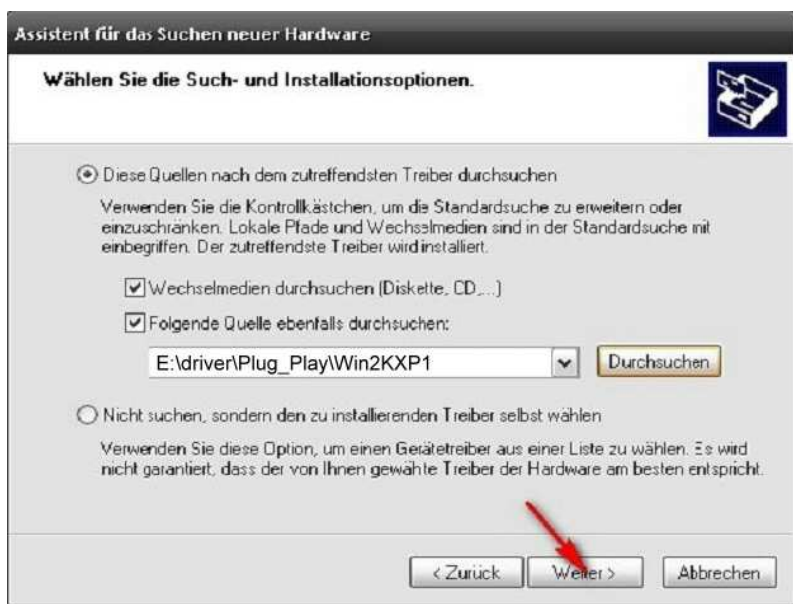 Assistent für das Suchen neuer Hardware
Wählen Sie die Such- und Installationsoptionen.
Diese Quellen nach dem zutreffendsten Treiber durchsuchen
Verwenden Sie die Kontrollkästchen, um die Standardsuche zu erweitern oder
einzuschränken. Lokale Pfade und Wechselmedien sind in der Standardsuche mit
einbegriffen. Der zutreffendste Treiber wird installiert.
Wechselmedien durchsuchen (Diskette, CD,...)
Folgende Quelle ebenfalls durchsuchen:
E:\driver\Plug_Play\Win2KXP1
Durchsuchen
Nicht suchen, sondern den zu installierenden Treiber selbst wählen
Verwenden Sie diese Option, um einen Gerätetreiber aus einer Liste zu wählen. Es wird
nicht garantiert, dass der von Ihnen gewähte Treiber der Hardware am besten entspricht.
< Zurück Weiter > Abbrechen